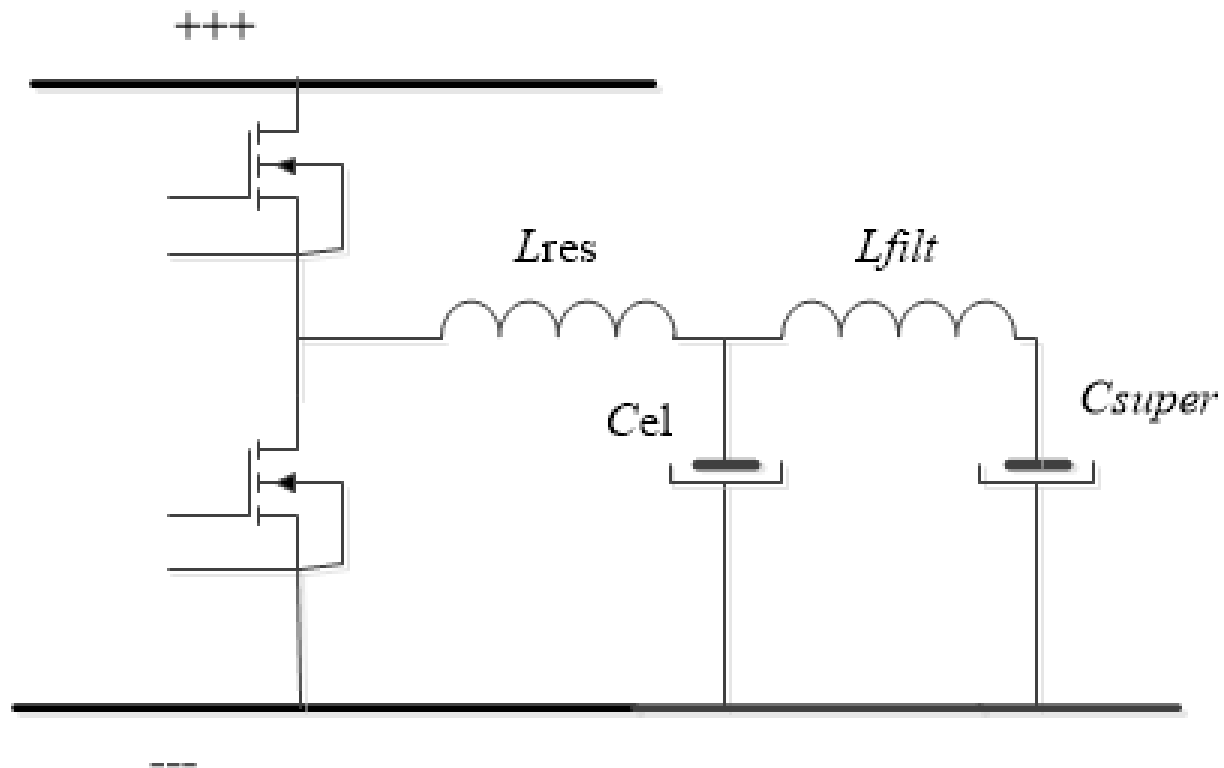 +++
Lres
Lfilt
Cel
Csuper
---